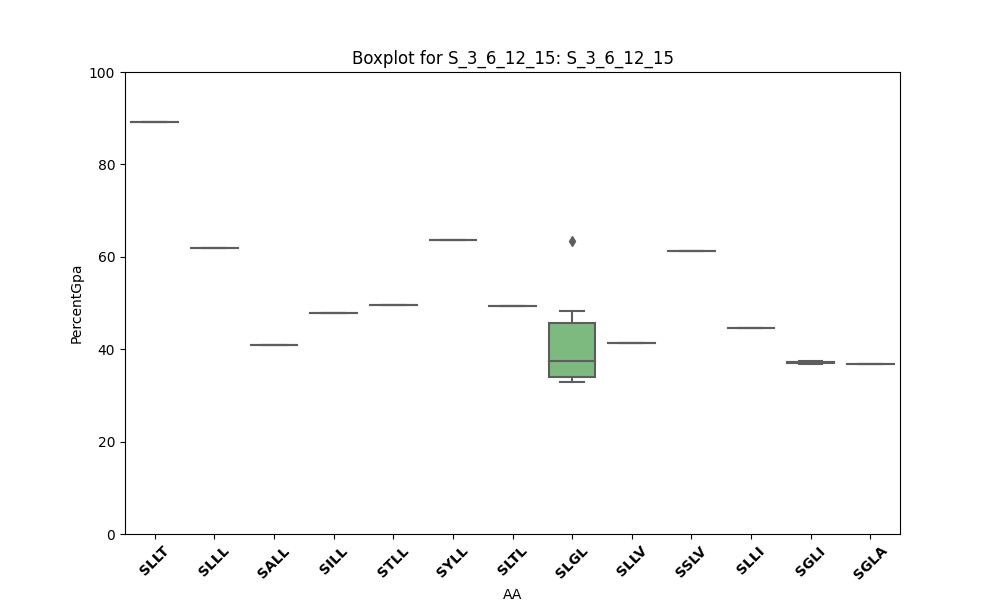 Boxplot for S_3_6_12_15: S_3_6_12_15
100
80
60
40
20
0
PercentGpa
SLLT
SLLL
SALL
SILL
STLL
SYLL
SLTL
SLGL
SLLV
SSLV
SLLI
SGLI
SGLA
AA